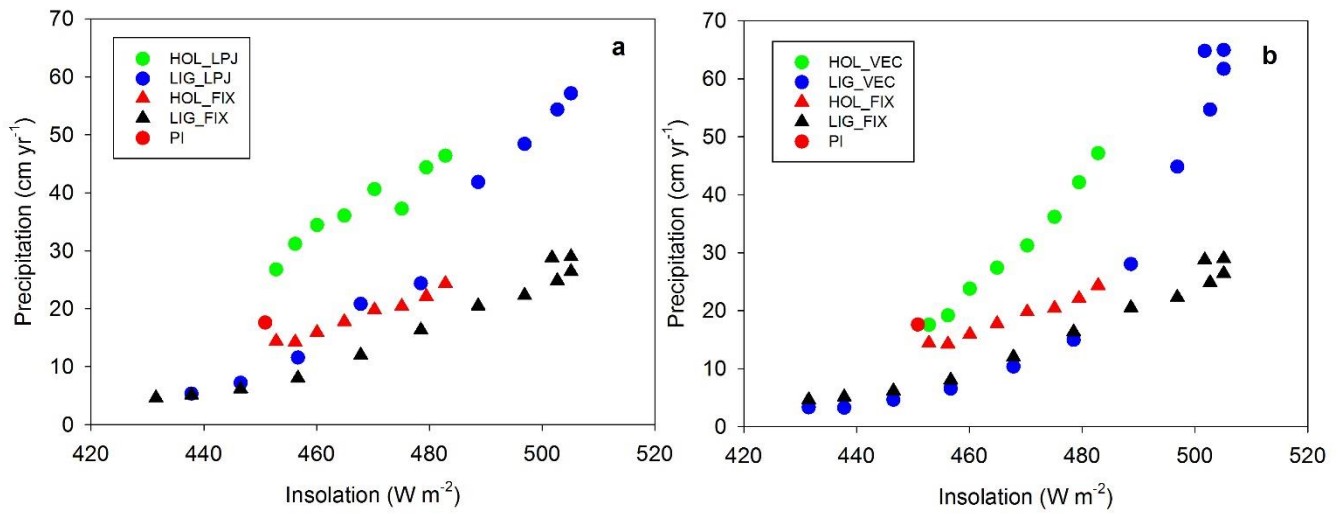 a
HOL_LPJ
LIG_LPJ
HOL_FIX
LIG_FIX
PI
Precipitation (cm yr⁻¹)
70
60
50
40
30
20
10
0
420 440 460 480 500 520
Insolation (W m⁻²)
b
HOL_VEC
LIG_VEC
HOL_FIX
LIG_FIX
PI
Precipitation (cm yr⁻¹)
70
60
50
40
30
20
10
0
420 440 460 480 500 520
Insolation (W m⁻²)